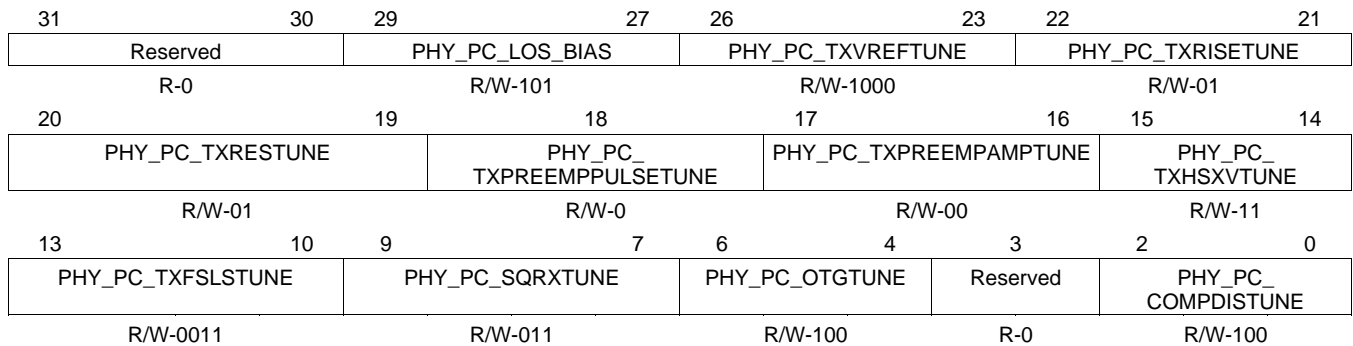 31 30 29 27 26 23 22 21
Reserved PHY_PC_LOS_BIAS PHY_PC_TXVREFTUNE PHY_PC_TXRISETUNE
R-0 R/W-101 R/W-1000 R/W-01
20 19 18 17 16 15 14
PHY_PC_TXRESTUNE PHY_PC_ PHY_PC_TXPREEMPAMPTUNE PHY_PC_
TXPREEMPPULSETUNE TXHSXVTUNE
R/W-01 R/W-0 R/W-00 R/W-11
13 10 9 7 6 4 3 2 0
PHY_PC_TXFSLSTUNE PHY_PC_SQRXTUNE PHY_PC_OTGTUNE Reserved PHY_PC_
COMPDISTUNE
R/W-0011 R/W-011 R/W-100 R-0 R/W-100